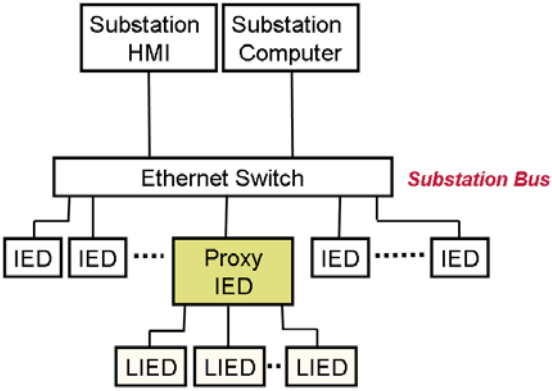 Substation
HMI
Substation
Computer
Ethernet Switch
Substation Bus
IED
IED
Proxy
IED
IED
IED
LIED
LIED
LIED